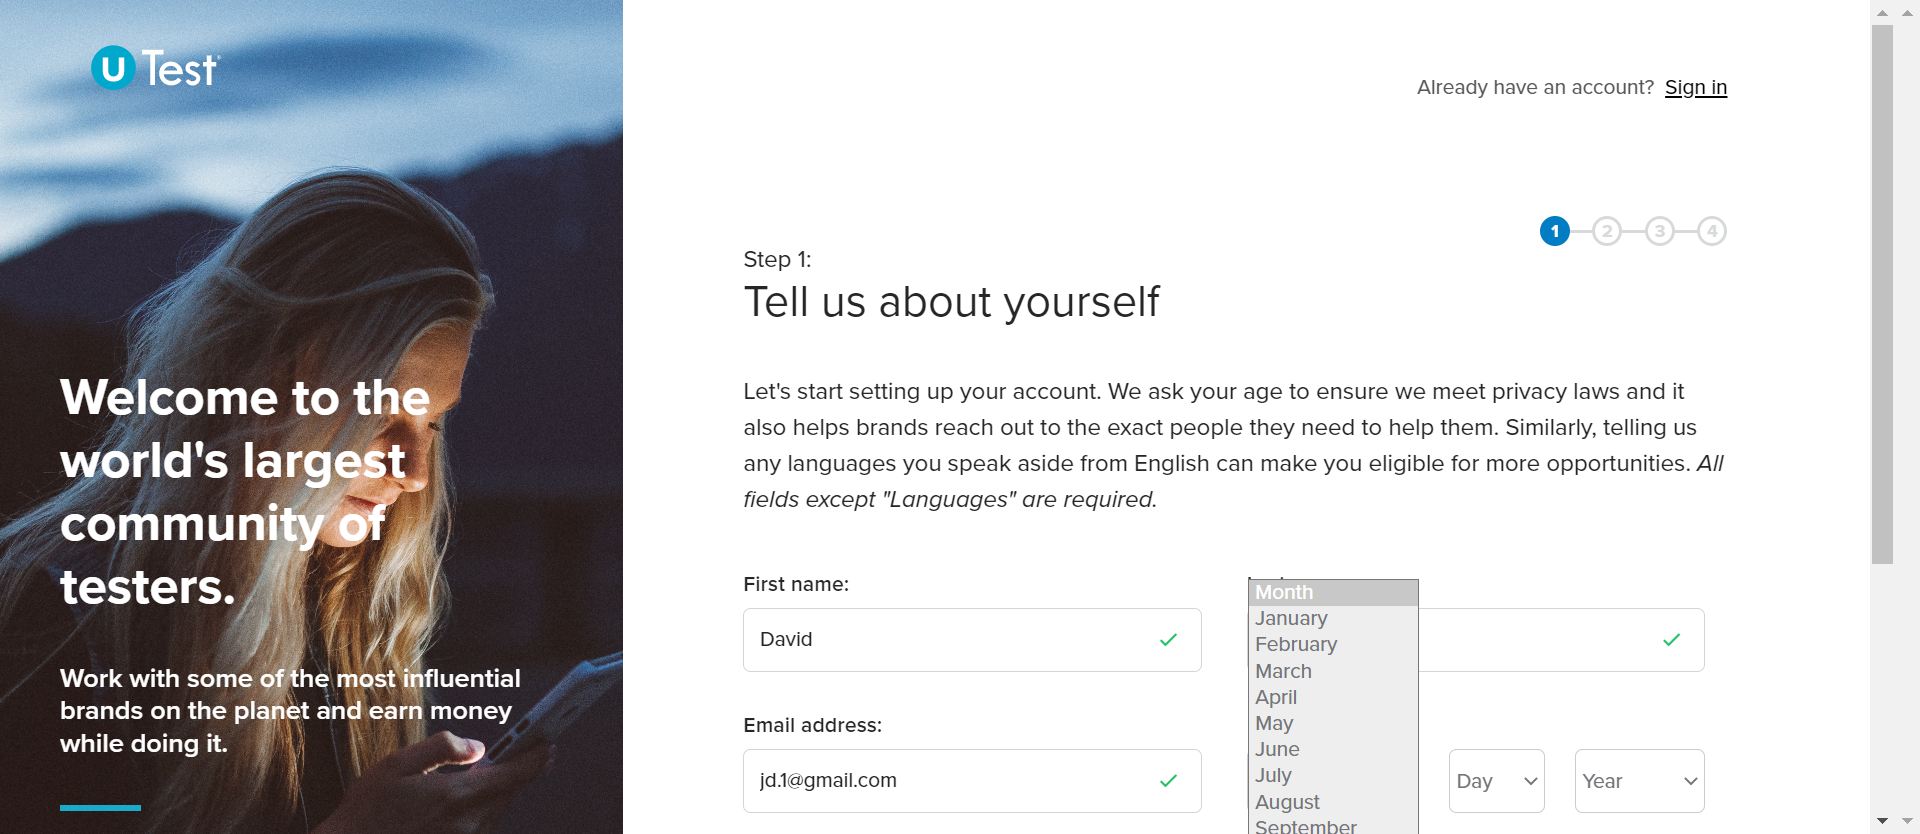 u Test
Already have an account? Sign in
1 2 3 4
Step 1:
Tell us about yourself
Let's start setting up your account. We ask your age to ensure we meet privacy laws and it
also helps brands reach out to the exact people they need to help them. Similarly, telling us
any languages you speak aside from English can make you eligible for more opportunities. All
fields except "Languages" are required.
Welcome to the
world's largest
community of
testers.
Work with some of the most influential
brands on the planet and earn money
while doing it.
First name:
David
Email address:
jd.1@gmail.com
Month
January
February
March
April
May
June
July
August
September
Day
Year